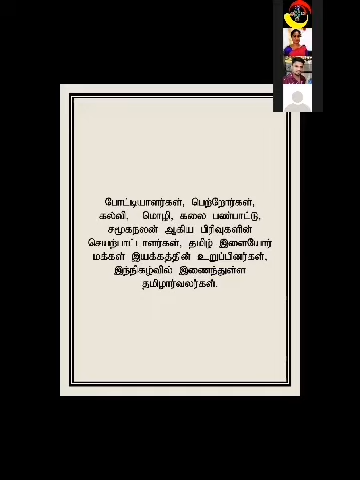 போட்டியாளர்கள், பெற்றோர்கள்,
கல்வி, மொழி, கலை பண்பாட்டு,
சமூகநலன் ஆகிய பிரிவுகளின்
செயற்பாட்டாளர்கள், தமிழ் இளையோர்
மக்கள் இயக்கத்தின் உறுப்பினர்கள்,
இந்நிகழ்வில் இணைந்துள்ள
தமிழார்வலர்கள்.